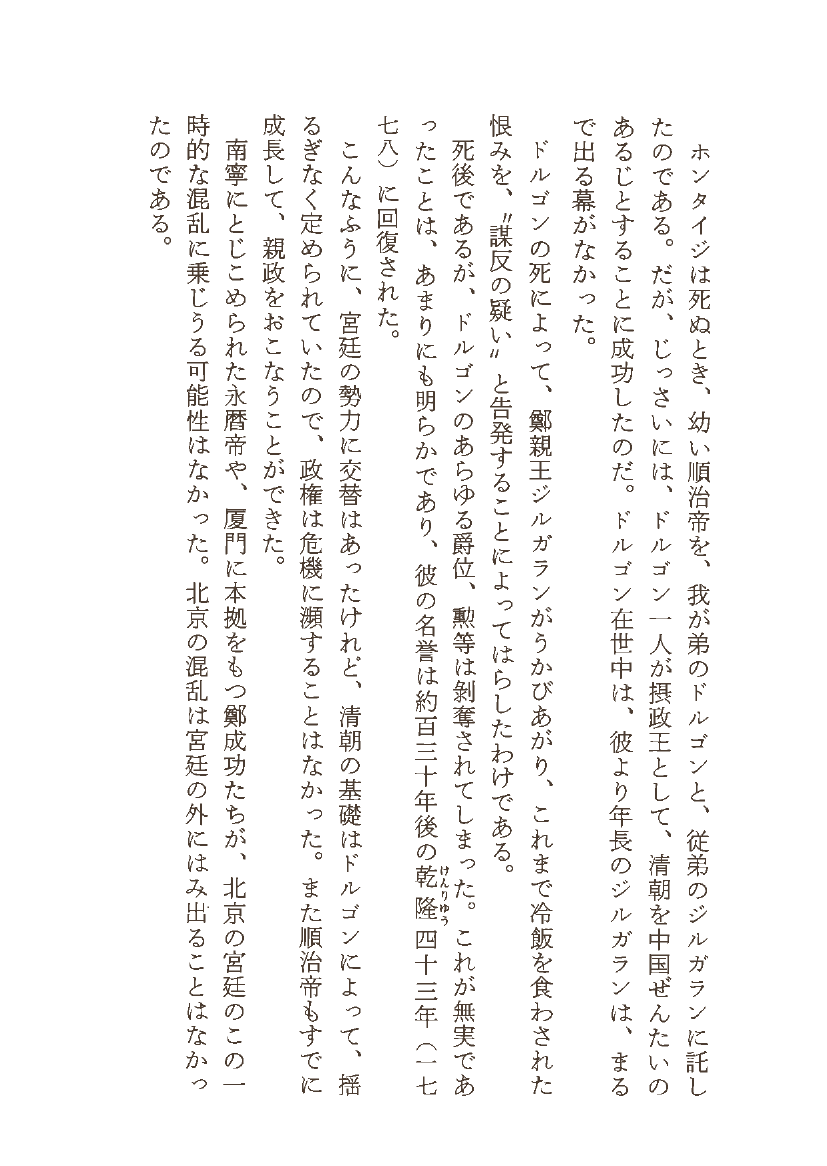 ホンタイジは死ぬとき、幼い順治帝を、我が弟のドルゴンと、従弟のジルガランに託し
たのである。だが、じっさいには、ドルゴン一人が摂政王として、清朝を中国ぜんたいの
あるじとすることに成功したのだ。ドルゴン在世中は、彼より年長のジルガランは、まる
で出る幕がなかった。
　ドルゴンの死によって、鄭親王ジルガランがうかびあがり、これまで冷飯を食わされた
恨みを、〝謀反の疑い〟と告発することによってはらしたわけである。
　死後であるが、ドルゴンのあらゆる爵位、勲等は剝奪されてしまった。これが無実であ
ったことは、あまりにも明らかであり、彼の名誉は約百三十年後の乾隆けんりゅう四十三年（一七
七八）に回復された。
　こんなふうに、宮廷の勢力に交替はあったけれど、清朝の基礎はドルゴンによって、揺
るぎなく定められていたので、政権は危機に瀕することはなかった。また順治帝もすでに
成長して、親政をおこなうことができた。
　南寧にとじこめられた永暦帝や、厦門に本拠をもつ鄭成功たちが、北京の宮廷のこの一
時的な混乱に乗じうる可能性はなかった。北京の混乱は宮廷の外にはみ出ることはなかっ
たのである。